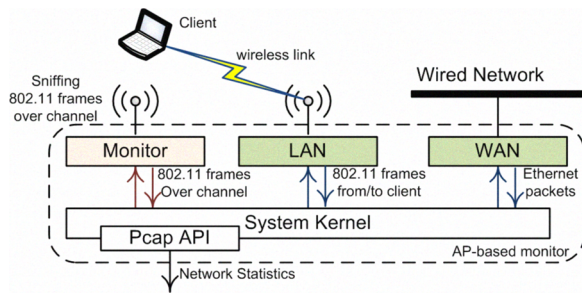 Client
wireless link
Sniffing
802.11 frames
over channel
Wired Network
Monitor
LAN
WAN
802.11 frames
Over channel
802.11 frames
from/to client
Ethernet
packets
System Kernel
Pcap API
AP-based monitor
Network Statistics